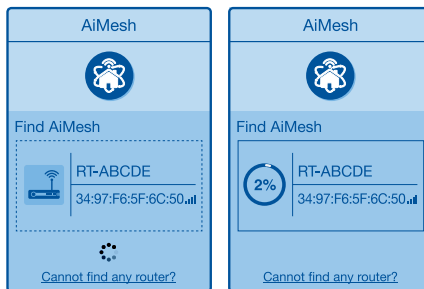 AiMesh
Find AiMesh
RT-ABCDE
34:97:F6:5F:6C:50
Cannot find any router?
AiMesh
Find AiMesh
2%
RT-ABCDE
34:97:F6:5F:6C:50
Cannot find any router?